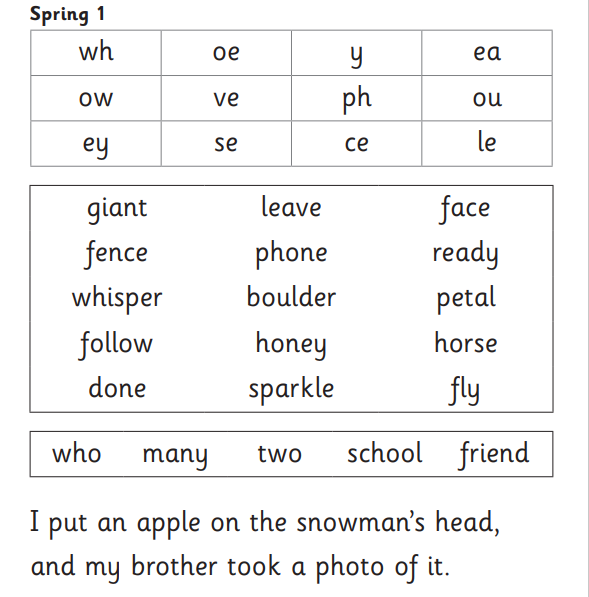 Spring 1
wh oe y ea
ow ve ph ou
ey se ce le
giant leave face
fence phone ready
whisper boulder petal
follow honey horse
done sparkle fly
who many two school friend
I put an apple on the snowman’s head,
and my brother took a photo of it.